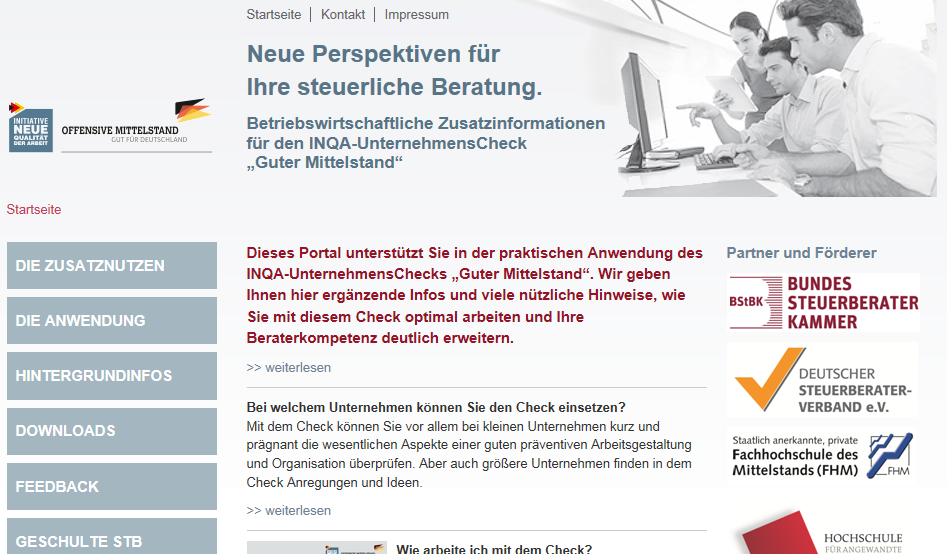 Startseite | Kontakt | Impressum
Neue Perspektiven für
Ihre steuerliche Beratung.
Betriebswirtschaftliche Zusatzinformationen
für den INQA-UnternehmensCheck
„Guter Mittelstand“
INITIATIVE
NEUE
QUALITÄT
DER ARBEIT
OFFENSIVE MITTELSTAND
GUT FÜR DEUTSCHLAND
Startseite
DIE ZUSATZNUTZEN
DIE ANWENDUNG
HINTERGRUNDINFOS
DOWNLOADS
FEEDBACK
GESCHULTE STB
Dieses Portal unterstützt Sie in der praktischen Anwendung des
INQA-UnternehmensChecks „Guter Mittelstand“. Wir geben
Ihnen hier ergänzende Infos und viele nützliche Hinweise, wie
Sie mit diesem Check optimal arbeiten und Ihre
Beraterkompetenz deutlich erweitern.
>> weiterlesen
Bei welchem Unternehmen können Sie den Check einsetzen?
Mit dem Check können Sie vor allem bei kleinen Unternehmen kurz und
prägnant die wesentlichen Aspekte einer guten präventiven Arbeitsgestaltung
und Organisation überprüfen. Aber auch größere Unternehmen finden in dem
Check Anregungen und Ideen.
>> weiterlesen
Wie arbeite ich mit dem Check?
Partner und Förderer
BStBK
BUNDES
STEUERBERATER
KAMMER
DEUTSCHER
STEUERBERATER-
VERBAND e.V.
Staatlich anerkannte, private
Fachhochschule des
Mittelstands (FHM)
FHM
HOCHSCHULE
FÜR ANGEWANDTE